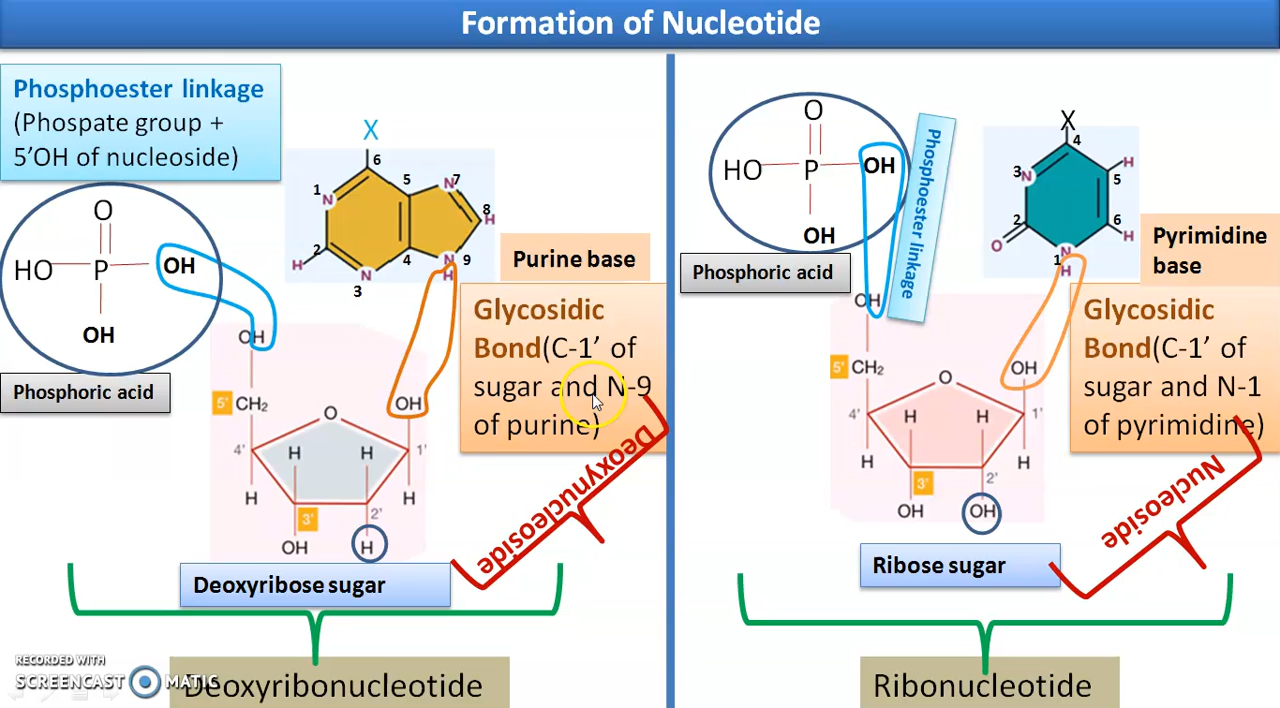 Formation of Nucleotide
Phosphoester linkage
(Phospate group +
5'OH of nucleoside)
O
HO
P
OH
OH
Phosphoric acid
X
6
1
N
5
N
7
8
H
2
H
N
3
4
N
9
H
Purine base
Glycosidic
Bond(C-1' of
sugar and N-9
of purine)
OH
5'
CH₂
O
OH
4'
H
H
1'
H
H
3'
2'
OH
H
Deoxyribose sugar
Deoxynucleoside
Deoxyribonucleotide
RECORDED WITH
SCREENCAST MATIC
O
HO
P
OH
OH
Phosphoric acid
Phosphoester linkage
X
4
3
N
H
5
2
6
O
N
H
1
H
Pyrimidine
base
Glycosidic
Bond(C-1' of
sugar and N-1
of pyrimidine)
OH
5'
CH₂
O
OH
4'
H
H
1'
H
H
3'
2'
OH
OH
Ribose sugar
Nucleoside
Ribonucleotide